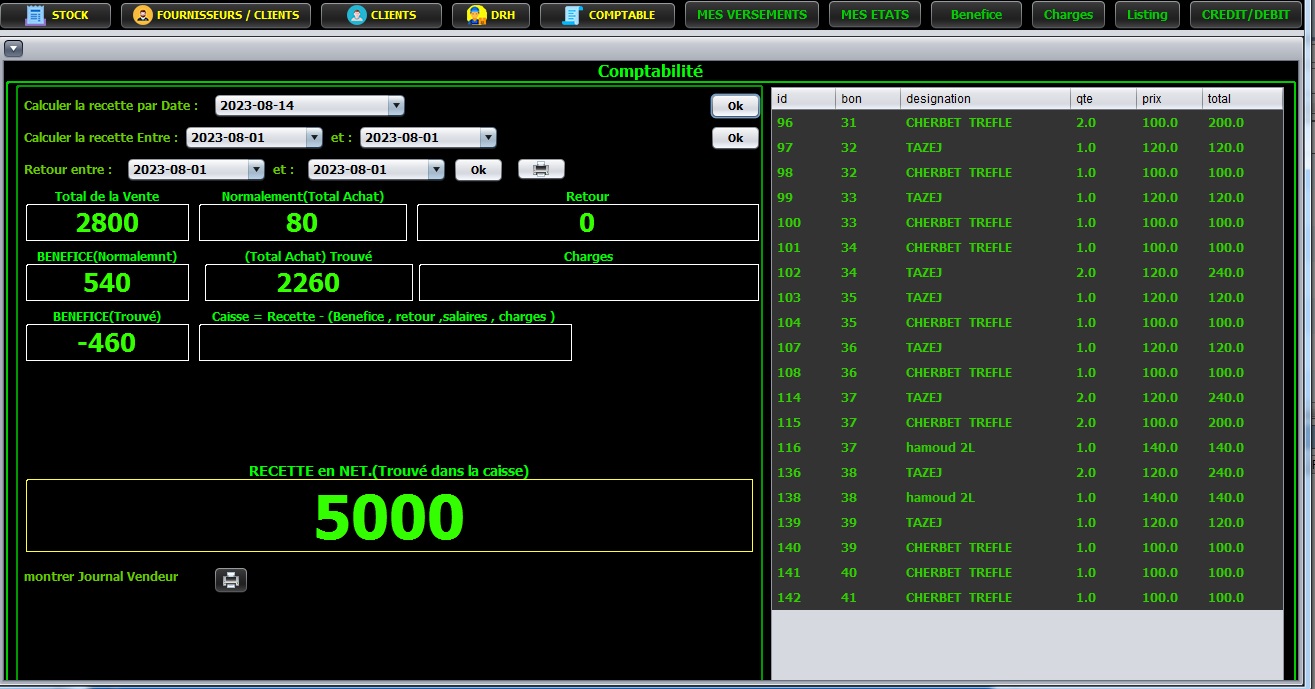 STOCK FOURNISSEURS / CLIENTS CLIENTS DRH COMPTABLE MES VERSEMENTS MES ETATS Benefice Charges Listing CREDIT/DEBIT
Comptabilité
Calculer la recette par Date : 2023-08-14 Ok
Calculer la recette Entre : 2023-08-01 et : 2023-08-01 Ok
Retour entre : 2023-08-01 et : 2023-08-01 Ok
Total de la Vente Normalement(Total Achat) Retour
2800 80 0
BENEFICE(Normalemnt) (Total Achat) Trouvé Charges
540 2260
BENEFICE(Trouvé) Caisse = Recette - (Benefice , retour ,salaires , charges )
-460
RECETTE en NET.(Trouvé dans la caisse)
5000
montrer Journal Vendeur
id bon designation qte prix total
96 31 CHERBET TREFLE 2.0 100.0 200.0
97 32 TAZEJ 1.0 120.0 120.0
98 32 CHERBET TREFLE 1.0 100.0 100.0
99 33 TAZEJ 1.0 120.0 120.0
100 33 CHERBET TREFLE 1.0 100.0 100.0
101 34 CHERBET TREFLE 1.0 100.0 100.0
102 34 TAZEJ 2.0 120.0 240.0
103 35 TAZEJ 1.0 120.0 120.0
104 35 CHERBET TREFLE 1.0 100.0 100.0
107 36 TAZEJ 1.0 120.0 120.0
108 36 CHERBET TREFLE 1.0 100.0 100.0
114 37 TAZEJ 2.0 120.0 240.0
115 37 CHERBET TREFLE 2.0 100.0 200.0
116 37 hamoud 2L 1.0 140.0 140.0
136 38 TAZEJ 2.0 120.0 240.0
138 38 hamoud 2L 1.0 140.0 140.0
139 39 TAZEJ 1.0 120.0 120.0
140 39 CHERBET TREFLE 1.0 100.0 100.0
141 40 CHERBET TREFLE 1.0 100.0 100.0
142 41 CHERBET TREFLE 1.0 100.0 100.0